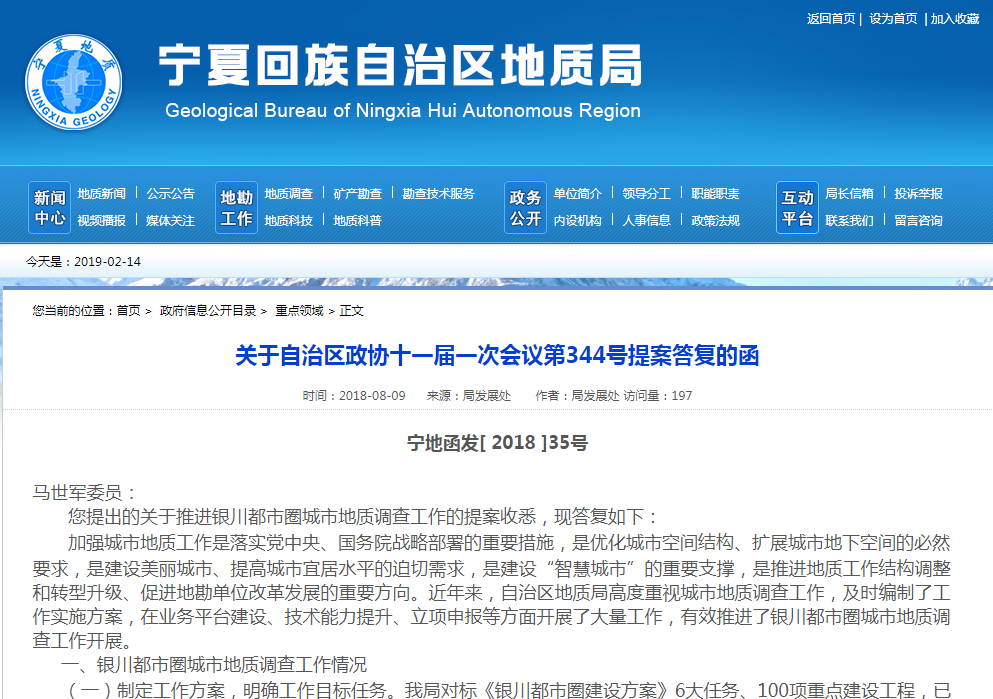 返回首页 | 设为首页 | 加入收藏
宁夏地质
NINGXIA GEOLOGY
宁夏回族自治区地质局
Geological Bureau of Ningxia Hui Autonomous Region
新闻中心 地质新闻 | 公示公告 地勘工作 地质调查 | 矿产勘查 | 勘查技术服务 政务公开 单位简介 | 领导分工 | 职能职责 互动平台 局长信箱 | 投诉举报
视频播报 | 媒体关注 地质科技 | 地质科普 内设机构 | 人事信息 | 政策法规 联系我们 | 留言咨询
今天是：2019-02-14
您当前的位置：首页 > 政府信息公开目录 > 重点领域 > 正文
关于自治区政协十一届一次会议第344号提案答复的函
时间：2018-08-09 来源：局发展处 作者：局发展处 访问量：197
宁地函发[ 2018 ]35号
马世军委员：
您提出的关于推进银川都市圈城市地质调查工作的提案收悉，现答复如下：
加强城市地质工作是落实党中央、国务院战略部署的重要措施，是优化城市空间结构、扩展城市地下空间的必然
要求，是建设美丽城市、提高城市宜居水平的迫切需求，是建设“智慧城市”的重要支撑，是推进地质工作结构调整
和转型升级、促进地勘单位改革发展的重要方向。近年来，自治区地质局高度重视城市地质调查工作，及时编制了工
作实施方案，在业务平台建设、技术能力提升、立项申报等方面开展了大量工作，有效推进了银川都市圈城市地质调
查工作开展。
一、银川都市圈城市地质调查工作情况
（一）制定工作方案，明确工作目标任务。我局对标《银川都市圈建设方案》6大任务、100项重点建设工程，已